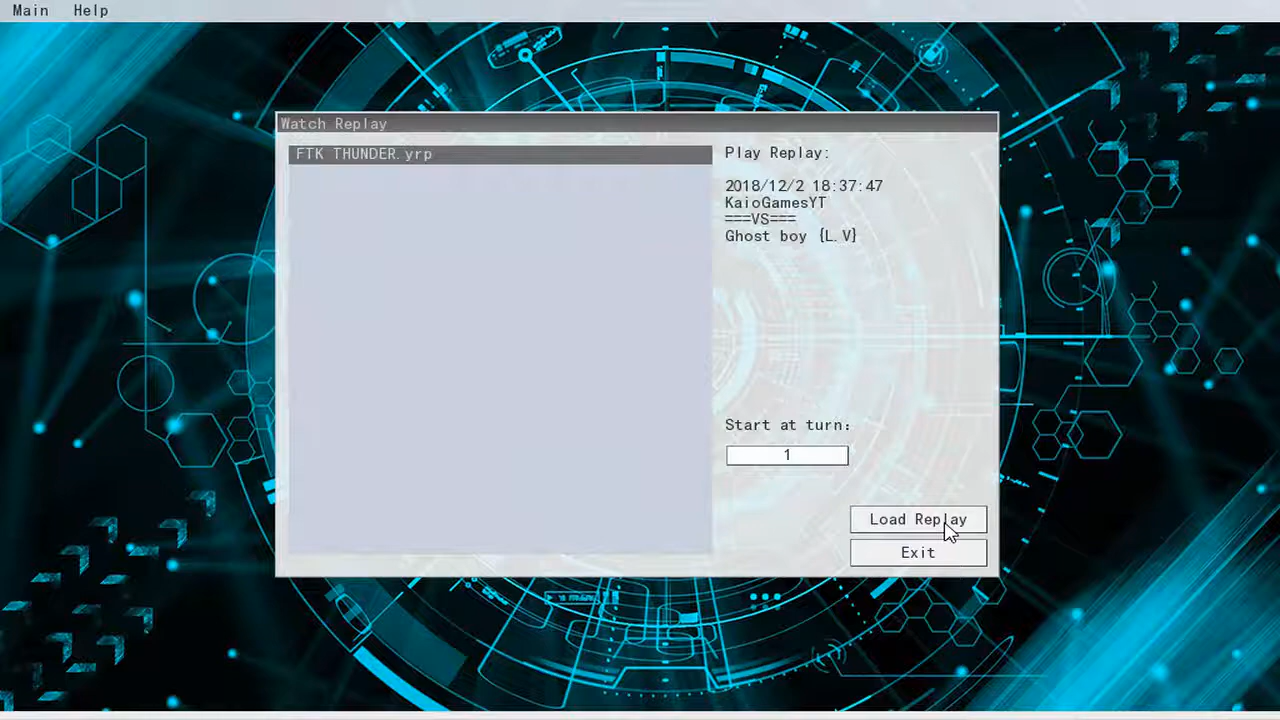 Main Help
Watch Replay
FTK THUNDER.yrp
Play Replay:
2018/12/2 18:37:47
KaioGamesYT
===VS===
Ghost boy {L.V}
Start at turn:
1
Load Replay
Exit